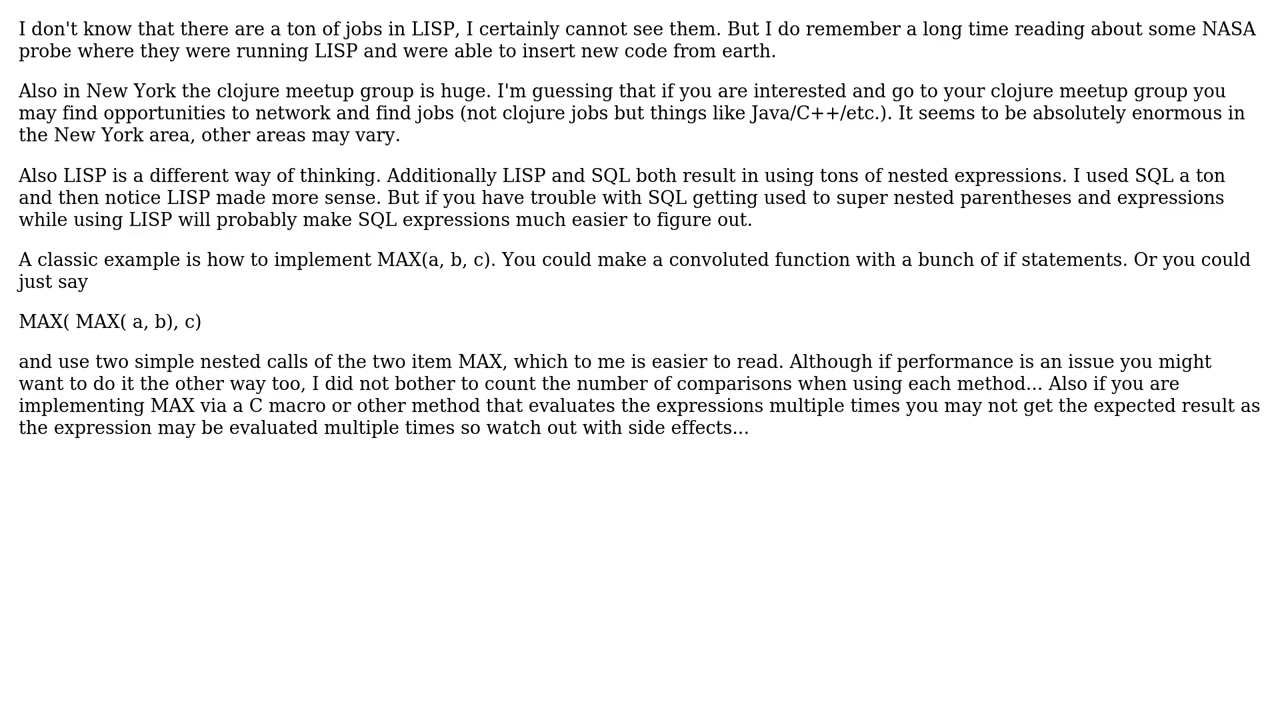 I don't know that there are a ton of jobs in LISP, I certainly cannot see them. But I do remember a long time reading about some NASA
probe where they were running LISP and were able to insert new code from earth.
Also in New York the clojure meetup group is huge. I'm guessing that if you are interested and go to your clojure meetup group you
may find opportunities to network and find jobs (not clojure jobs but things like Java/C++/etc.). It seems to be absolutely enormous in
the New York area, other areas may vary.
Also LISP is a different way of thinking. Additionally LISP and SQL both result in using tons of nested expressions. I used SQL a ton
and then notice LISP made more sense. But if you have trouble with SQL getting used to super nested parentheses and expressions
while using LISP will probably make SQL expressions much easier to figure out.
A classic example is how to implement MAX(a, b, c). You could make a convoluted function with a bunch of if statements. Or you could
just say
MAX( MAX( a, b), c)
and use two simple nested calls of the two item MAX, which to me is easier to read. Although if performance is an issue you might
want to do it the other way too, I did not bother to count the number of comparisons when using each method... Also if you are
implementing MAX via a C macro or other method that evaluates the expressions multiple times you may not get the expected result as
the expression may be evaluated multiple times so watch out with side effects...